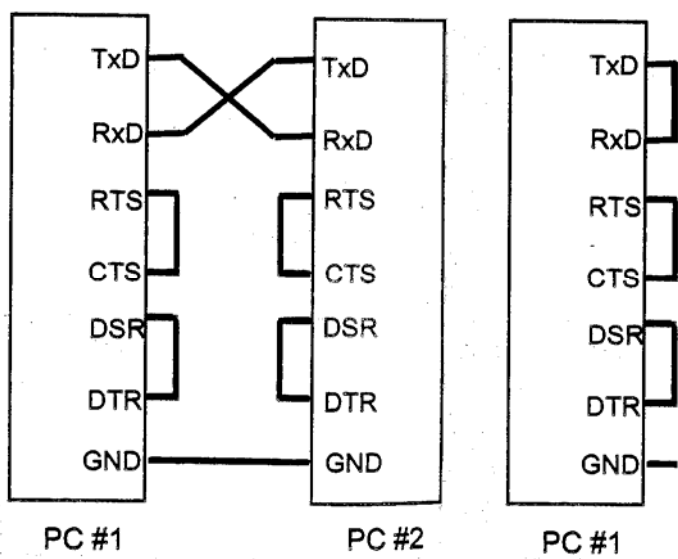 TxD
RxD
RTS
CTS
DSR
DTR
GND
PC #1
TxD
RxD
RTS
CTS
DSR
DTR
GND
PC #2
TxD
RxD
RTS
CTS
DSR
DTR
GND
PC #1